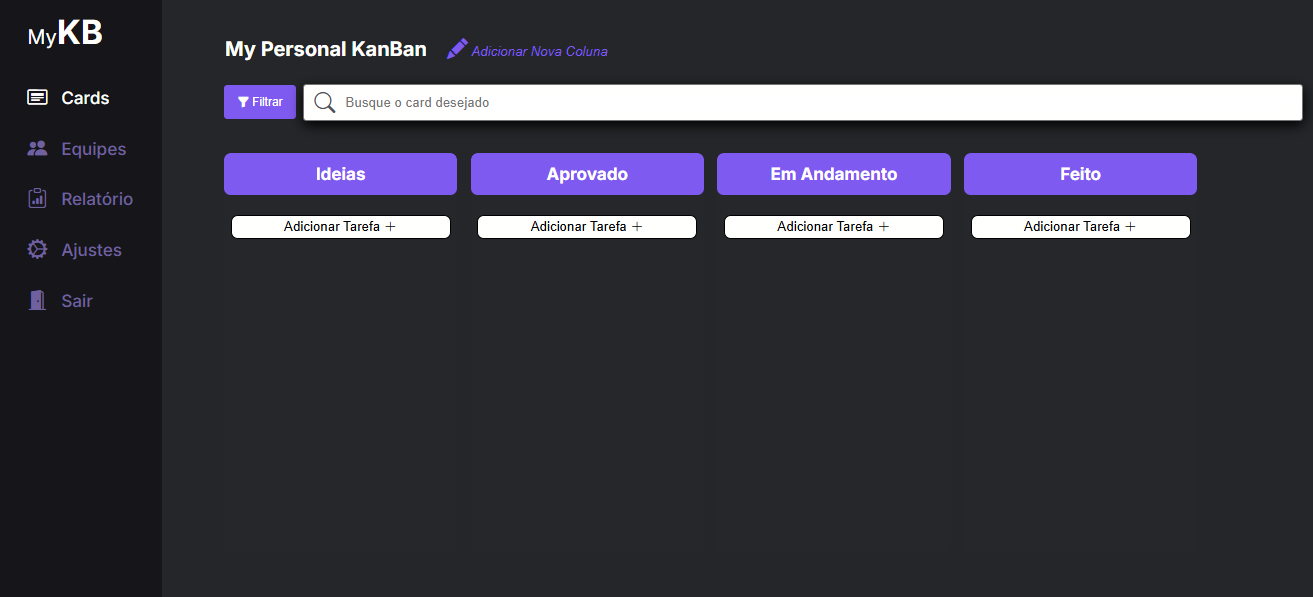 MyKB
Cards
Equipes
Relatório
Ajustes
Sair
My Personal KanBan
Adicionar Nova Coluna
Filtrar
Busque o card desejado
Ideias
Aprovado
Em Andamento
Feito
Adicionar Tarefa +
Adicionar Tarefa +
Adicionar Tarefa +
Adicionar Tarefa +